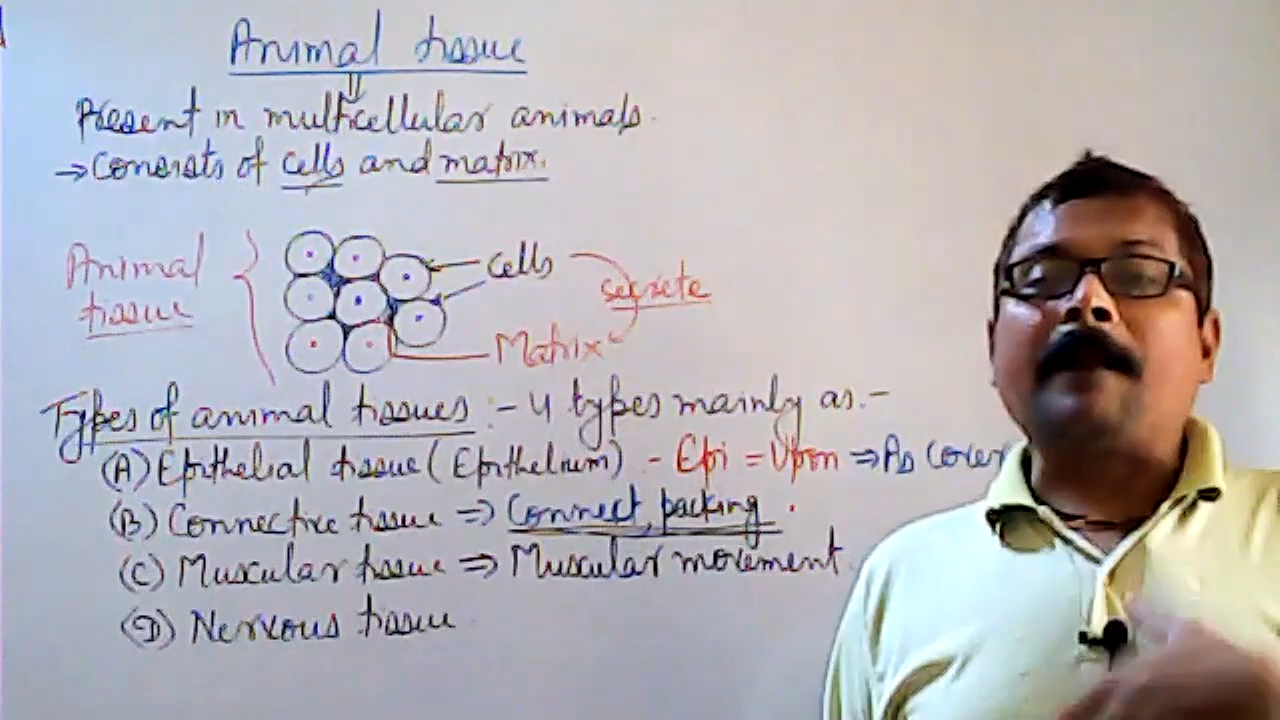 Animal tissue
Present in multicellular animals.
→ Consists of cells and matrix.
Animal tissue
Cells
secrete
Matrix
Types of animal tissues :- 4 types mainly as :-
(A) Epithelial tissue (Epithelium) - Epi = Upon ⇒ As cover
(B) Connective tissue ⇒ Connect, packing.
(C) Muscular tissue ⇒ Muscular movement.
(D) Nervous tissue